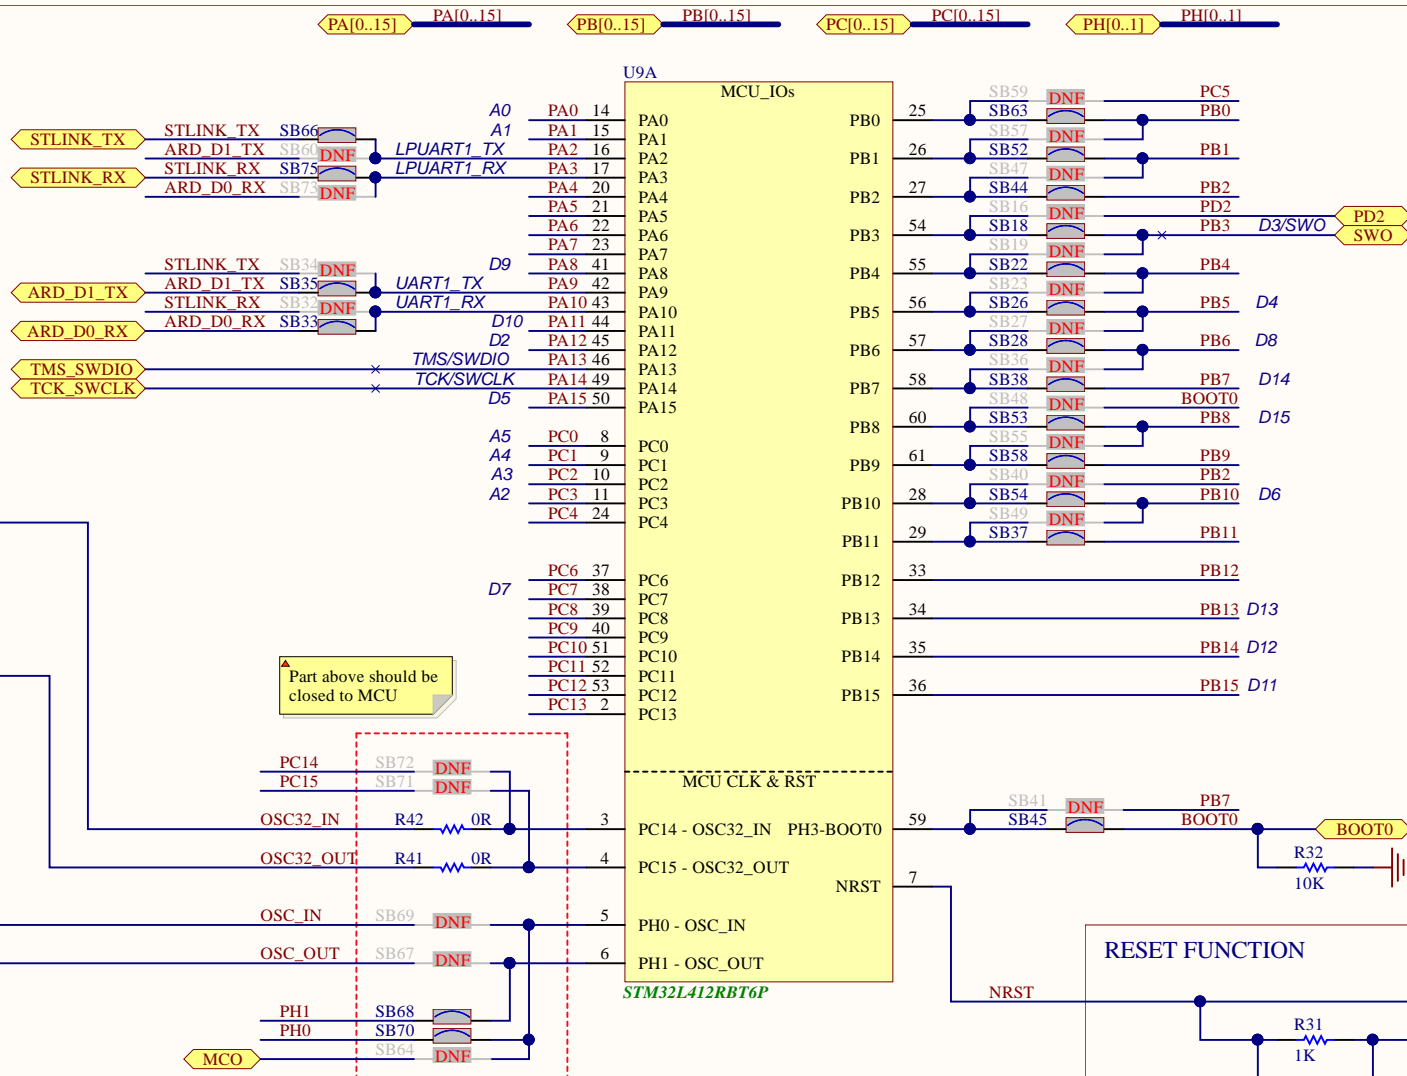 PA[0..15] PA[0..15] PB[0..15] PB[0..15] PC[0..15] PC[0..15] PH[0..1] PH[0..1]
U9A
MCU_IOs
STLINK_TX STLINK_TX SB66
ARD_D1_TX SB60 DNF LPUART1_TX
STLINK_RX STLINK_RX SB75 LPUART1_RX
ARD_D0_RX SB73 DNF
STLINK_TX SB34 DNF
ARD_D1_TX ARD_D1_TX SB35 UART1_TX
STLINK_RX SB32 DNF UART1_RX
ARD_D0_RX ARD_D0_RX SB33
TMS_SWDIO TMS/SWDIO
TCK_SWCLK TCK/SWCLK
A0 PA0 14 PA0
A1 PA1 15 PA1
PA2 16 PA2
PA3 17 PA3
PA4 20 PA4
PA5 21 PA5
PA6 22 PA6
PA7 23 PA7
D9 PA8 41 PA8
PA9 42 PA9
PA10 43 PA10
D10 PA11 44 PA11
D2 PA12 45 PA12
PA13 46 PA13
PA14 49 PA14
D5 PA15 50 PA15
A5 PC0 8 PC0
A4 PC1 9 PC1
A3 PC2 10 PC2
A2 PC3 11 PC3
PC4 24 PC4
PC6 37 PC6
D7 PC7 38 PC7
PC8 39 PC8
PC9 40 PC9
PC10 51 PC10
PC11 52 PC11
PC12 53 PC12
PC13 2 PC13
SB59 DNF PC5
PB0 25 SB63 PB0
SB57 DNF
PB1 26 SB52 PB1
SB47 DNF
PB2 27 SB44 PB2
SB16 DNF PD2 PD2
PB3 54 SB18 PB3 D3/SWO SWO
SB19 DNF
PB4 55 SB22 PB4
SB23 DNF
PB5 56 SB26 PB5 D4
SB27 DNF
PB6 57 SB28 PB6 D8
SB36 DNF
PB7 58 SB38 PB7 D14
SB48 DNF BOOT0
PB8 60 SB53 PB8 D15
SB55 DNF
PB9 61 SB58 PB9
SB40 DNF PB2
PB10 28 SB54 PB10 D6
SB49 DNF
PB11 29 SB37 PB11
PB12 33 PB12
PB13 34 PB13 D13
PB14 35 PB14 D12
PB15 36 PB15 D11
Part above should be
closed to MCU
PC14 SB72 DNF
PC15 SB71 DNF
MCU CLK & RST
OSC32_IN R42 0R 3 PC14 - OSC32_IN
OSC32_OUT R41 0R 4 PC15 - OSC32_OUT
OSC_IN SB69 DNF 5 PH0 - OSC_IN
OSC_OUT SB67 DNF 6 PH1 - OSC_OUT
PH1 SB68
PH0 SB70
MCO SB64 DNF
SB41 DNF PB7
PH3-BOOT0 59 SB45 BOOT0 BOOT0
R32
10K
NRST 7
STM32L412RBT6P
RESET FUNCTION
NRST
R31
1K